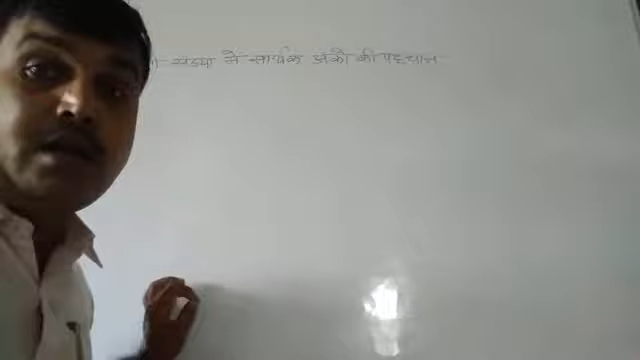 संख्या में सार्थक अंको की पहचान